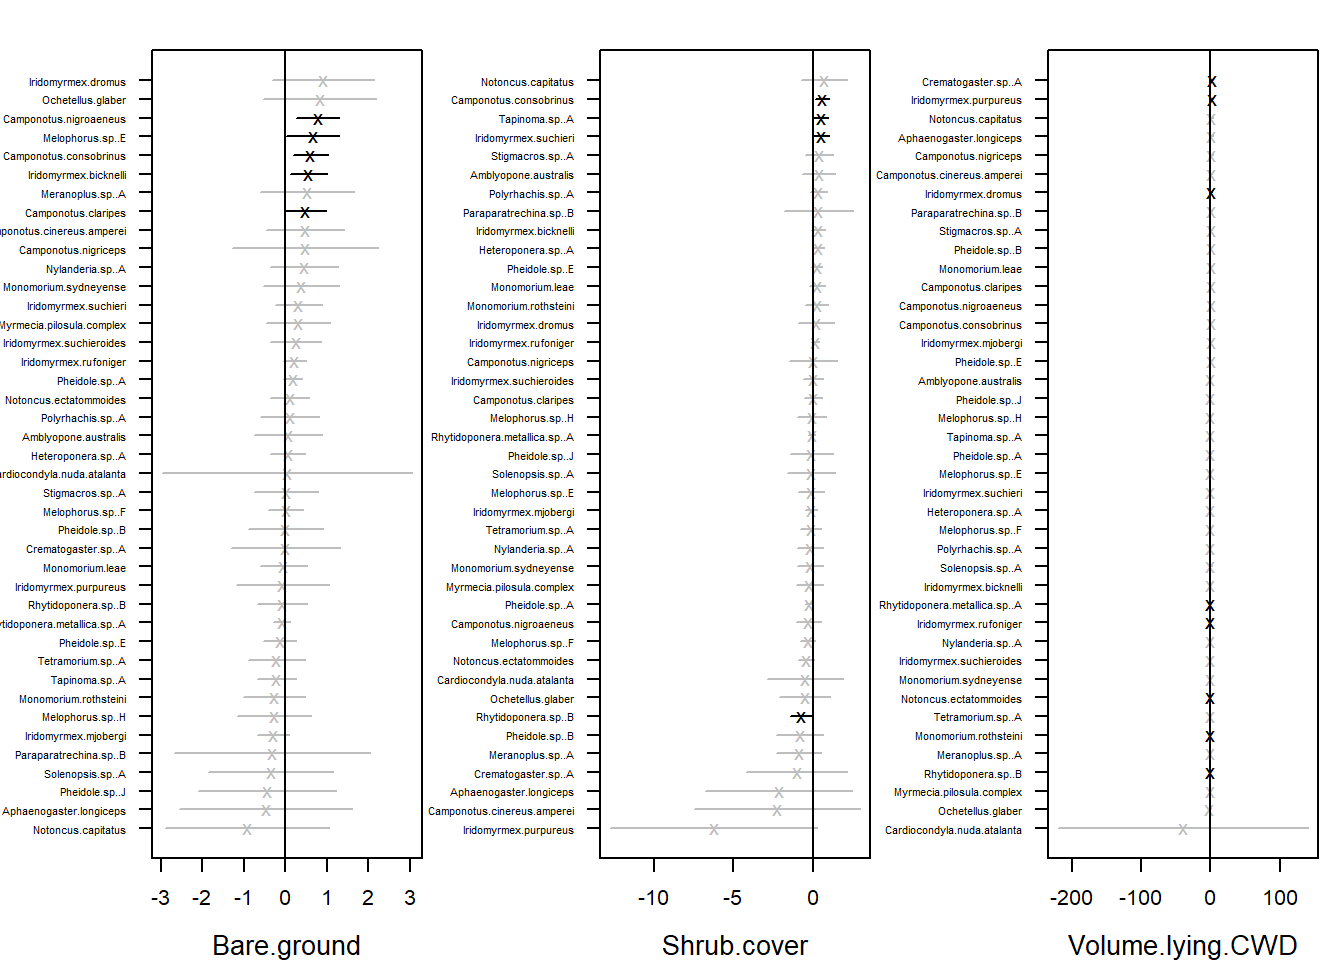 Iridomyrmex.dromus
Ochetellus.glaber
Camponotus.nigroaeneus
Melophorus.sp..E
Camponotus.consobrinus
Iridomyrmex.bicknelli
Meranoplus.sp..A
Camponotus.claripes
ponotus.cinereus.amperei
Camponotus.nigriceps
Nylanderia.sp..A
Monomorium.sydneyense
Iridomyrmex.suchieri
Myrmecia.pilosula.complex
Iridomyrmex.suchieroides
Iridomyrmex.rufoniger
Pheidole.sp..A
Notoncus.ectatommoides
Polyrhachis.sp..A
Amblyopone.australis
Heteroponera.sp..A
rdiocondyla.nuda.atalanta
Stigmacros.sp..A
Melophorus.sp..F
Pheidole.sp..B
Crematogaster.sp..A
Monomorium.leae
Iridomyrmex.purpureus
Rhytidoponera.sp..B
ytidoponera.metallica.sp..A
Pheidole.sp..E
Tetramorium.sp..A
Tapinoma.sp..A
Monomorium.rothsteini
Melophorus.sp..H
Iridomyrmex.mjobergi
Paraparatrechina.sp..B
Solenopsis.sp..A
Pheidole.sp..J
Aphaenogaster.longiceps
Notoncus.capitatus
-3 -2 -1 0 1 2 3
Bare.ground
Notoncus.capitatus
Camponotus.consobrinus
Tapinoma.sp..A
Iridomyrmex.suchieri
Stigmacros.sp..A
Amblyopone.australis
Polyrhachis.sp..A
Paraparatrechina.sp..B
Iridomyrmex.bicknelli
Heteroponera.sp..A
Pheidole.sp..E
Monomorium.leae
Monomorium.rothsteini
Iridomyrmex.dromus
Iridomyrmex.rufoniger
Camponotus.nigriceps
Iridomyrmex.suchieroides
Camponotus.claripes
Melophorus.sp..H
Rhytidoponera.metallica.sp..A
Pheidole.sp..J
Solenopsis.sp..A
Melophorus.sp..E
Iridomyrmex.mjobergi
Tetramorium.sp..A
Nylanderia.sp..A
Monomorium.sydneyense
Myrmecia.pilosula.complex
Pheidole.sp..A
Camponotus.nigroaeneus
Melophorus.sp..F
Notoncus.ectatommoides
Cardiocondyla.nuda.atalanta
Ochetellus.glaber
Rhytidoponera.sp..B
Pheidole.sp..B
Meranoplus.sp..A
Crematogaster.sp..A
Aphaenogaster.longiceps
Camponotus.cinereus.amperei
Iridomyrmex.purpureus
-10 -5 0
Shrub.cover
Crematogaster.sp..A
Iridomyrmex.purpureus
Notoncus.capitatus
Aphaenogaster.longiceps
Camponotus.nigriceps
Camponotus.cinereus.amperei
Iridomyrmex.dromus
Paraparatrechina.sp..B
Stigmacros.sp..A
Pheidole.sp..B
Monomorium.leae
Camponotus.claripes
Camponotus.nigroaeneus
Camponotus.consobrinus
Iridomyrmex.mjobergi
Pheidole.sp..E
Amblyopone.australis
Pheidole.sp..J
Melophorus.sp..H
Tapinoma.sp..A
Pheidole.sp..A
Melophorus.sp..E
Iridomyrmex.suchieri
Heteroponera.sp..A
Melophorus.sp..F
Polyrhachis.sp..A
Solenopsis.sp..A
Iridomyrmex.bicknelli
Rhytidoponera.metallica.sp..A
Iridomyrmex.rufoniger
Nylanderia.sp..A
Iridomyrmex.suchieroides
Monomorium.sydneyense
Notoncus.ectatommoides
Tetramorium.sp..A
Monomorium.rothsteini
Meranoplus.sp..A
Rhytidoponera.sp..B
Myrmecia.pilosula.complex
Ochetellus.glaber
Cardiocondyla.nuda.atalanta
-200 -100 0 100
Volume.lying.CWD